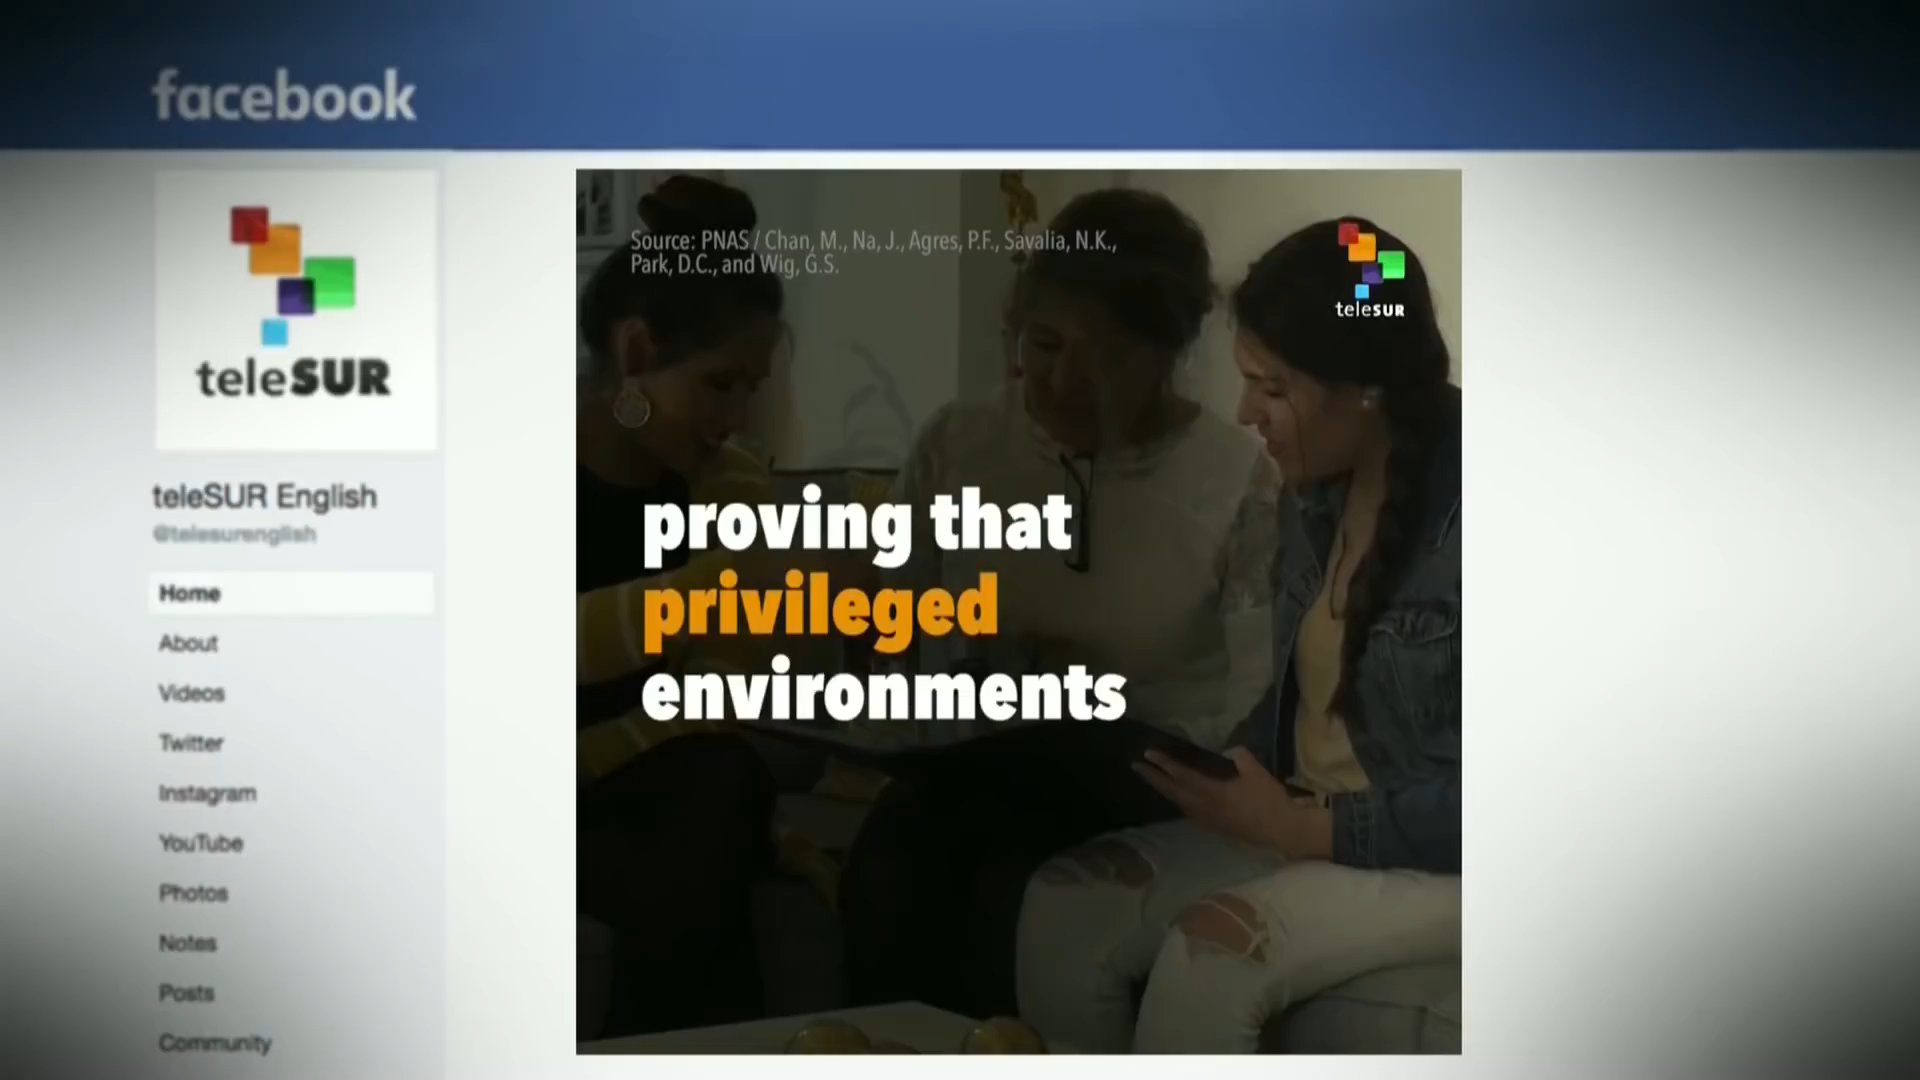 facebook
teleSUR
teleSUR English
@telesurenglish
Home
About
Videos
Twitter
Instagram
YouTube
Photos
Notes
Posts
Community
Source: PNAS / Chan, M., Na, J., Agres, P.F., Savalia, N.K.,
Park, D.C., and Wig, G.S.
teleSUR
proving that
privileged
environments